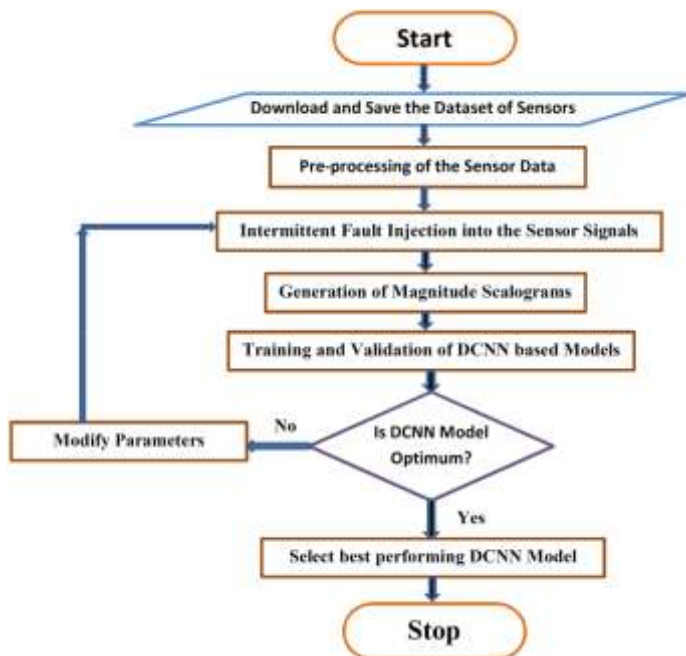 Start
Download and Save the Dataset of Sensors
Pre-processing of the Sensor Data
Intermittent Fault Injection into the Sensor Signals
Generation of Magnitude Scalograms
Training and Validation of DCNN based Models
Is DCNN Model
Optimum?
No
Modify Parameters
Yes
Select best performing DCNN Model
Stop